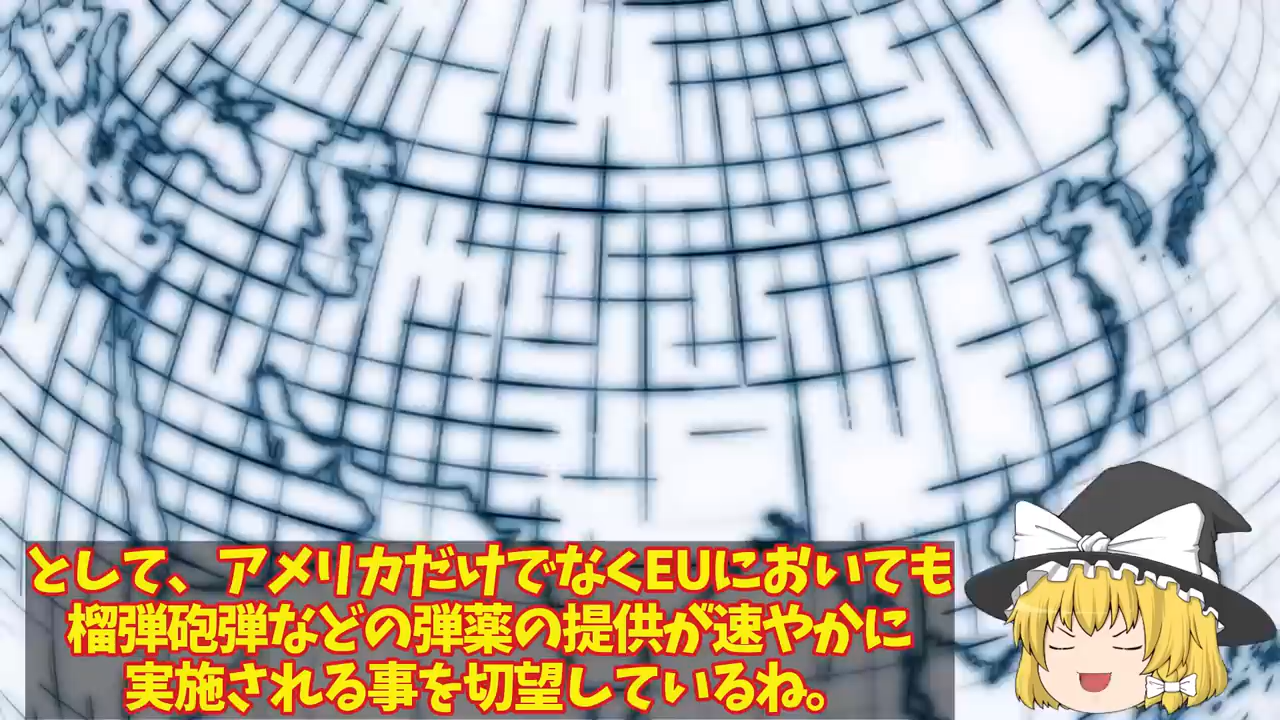 として、アメリカだけでなくEUにおいても
榴弾砲弾などの弾薬の提供が速やかに
実施される事を切望しているね。